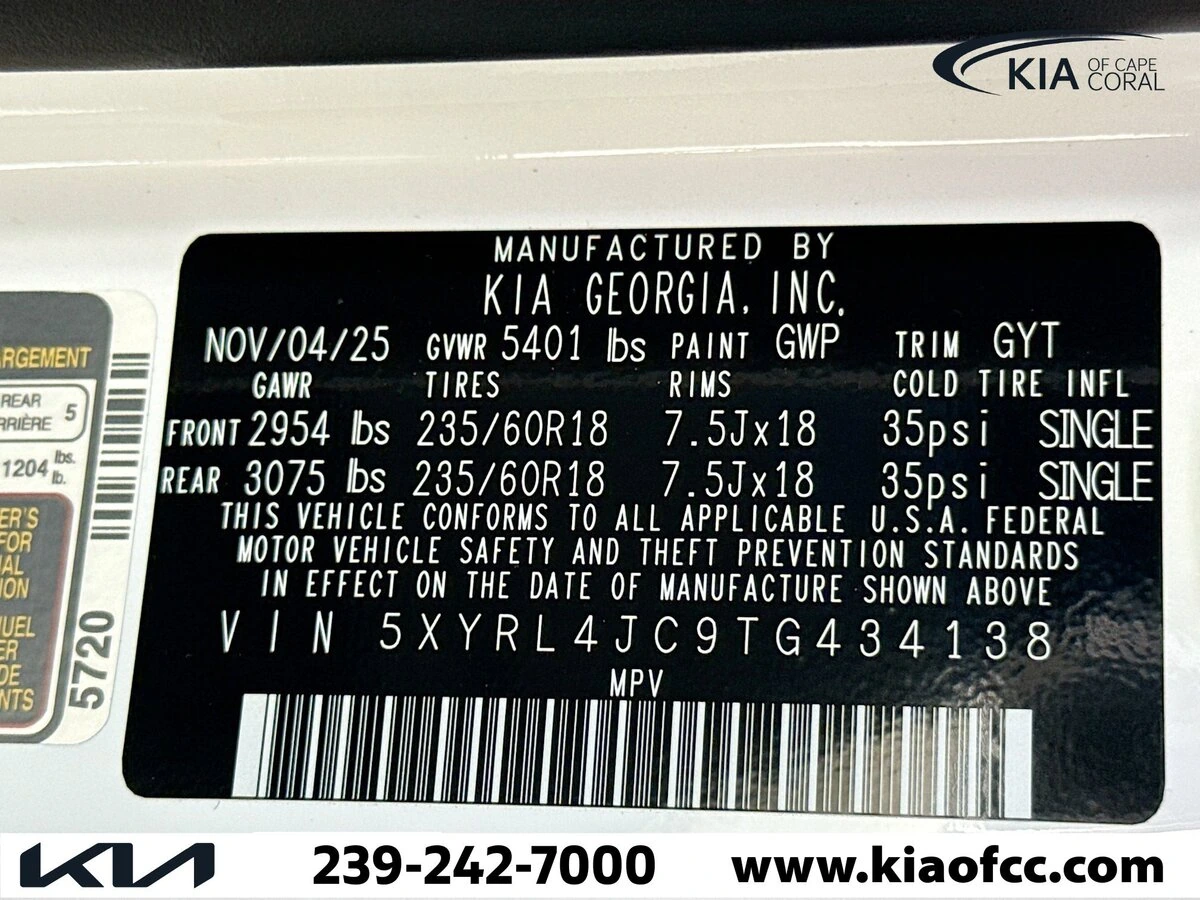 KIA OF CAPE CORAL
MANUFACTURED BY
KIA GEORGIA, INC.
NOV/04/25 GVWR 5401 lbs PAINT GWP TRIM GYT
GAWR TIRES RIMS COLD TIRE INFL
FRONT 2954 lbs 235/60R18 7.5Jx18 35psi SINGLE
REAR 3075 lbs 235/60R18 7.5Jx18 35psi SINGLE
THIS VEHICLE CONFORMS TO ALL APPLICABLE U.S.A. FEDERAL
MOTOR VEHICLE SAFETY AND THEFT PREVENTION STANDARDS
IN EFFECT ON THE DATE OF MANUFACTURE SHOWN ABOVE
VIN 5XYRL4JC9TG434138
MPV
REAR 5
1204 lbs.
lb.
FOR
5720
KIA 239-242-7000 www.kiaofcc.com